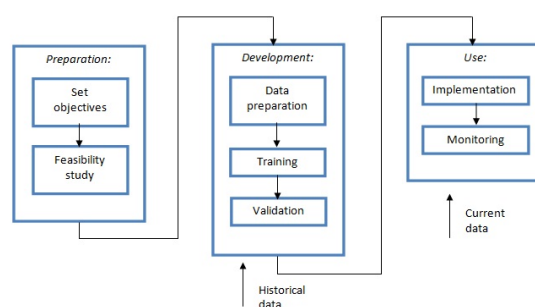 Preparation:
Set
objectives
Feasibility
study
Development:
Data
preparation
Training
Validation
Historical
data
Use:
Implementation
Monitoring
Current
data